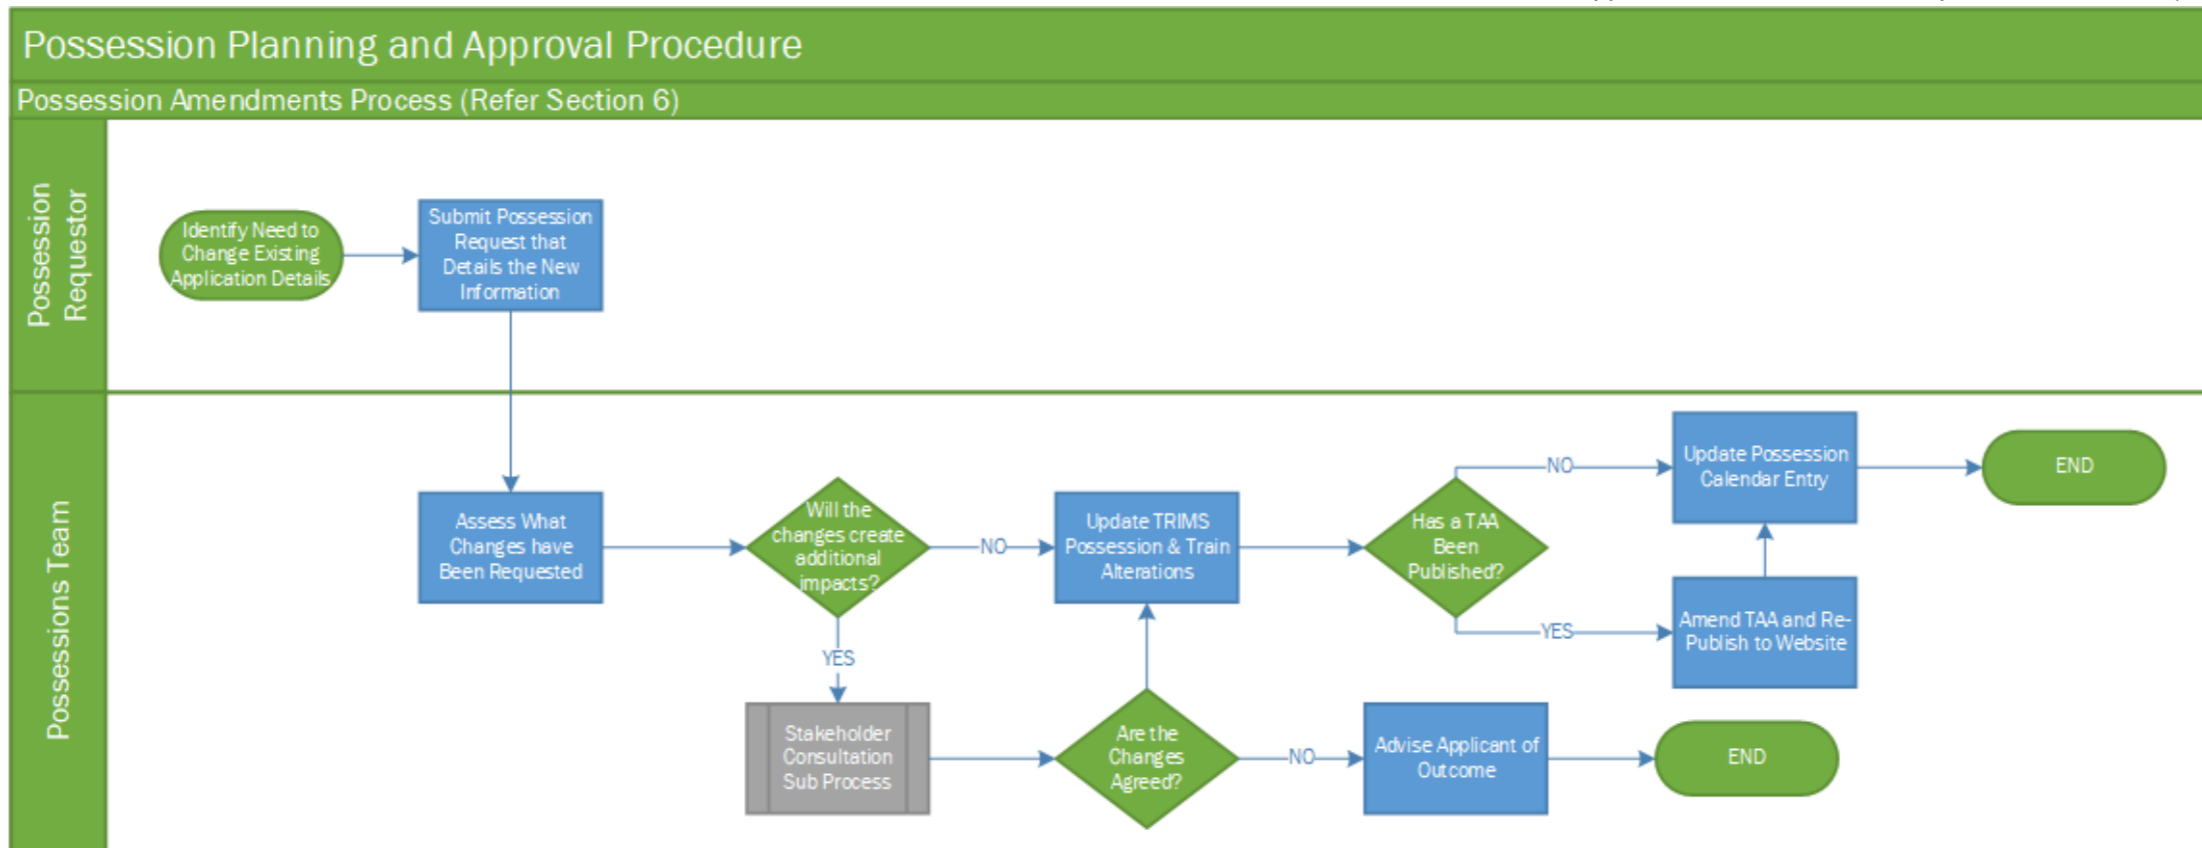 Possession Planning and Approval Procedure
Possession Amendments Process (Refer Section 6)
Possession
Requestor
Identify Need to
Change Existing
Application Details
Submit Possession
Request that
Details the New
Information
Possessions Team
Assess What
Changes have
Been Requested
Will the
changes create
additional
impacts?
NO
YES
Update TRIMS
Possession & Train
Alterations
Has a TAA
Been
Published?
NO
YES
Update Possession
Calendar Entry
END
Amend TAA and Re-
Publish to Website
Stakeholder
Consultation
Sub Process
Are the
Changes
Agreed?
NO
Advise Applicant of
Outcome
END